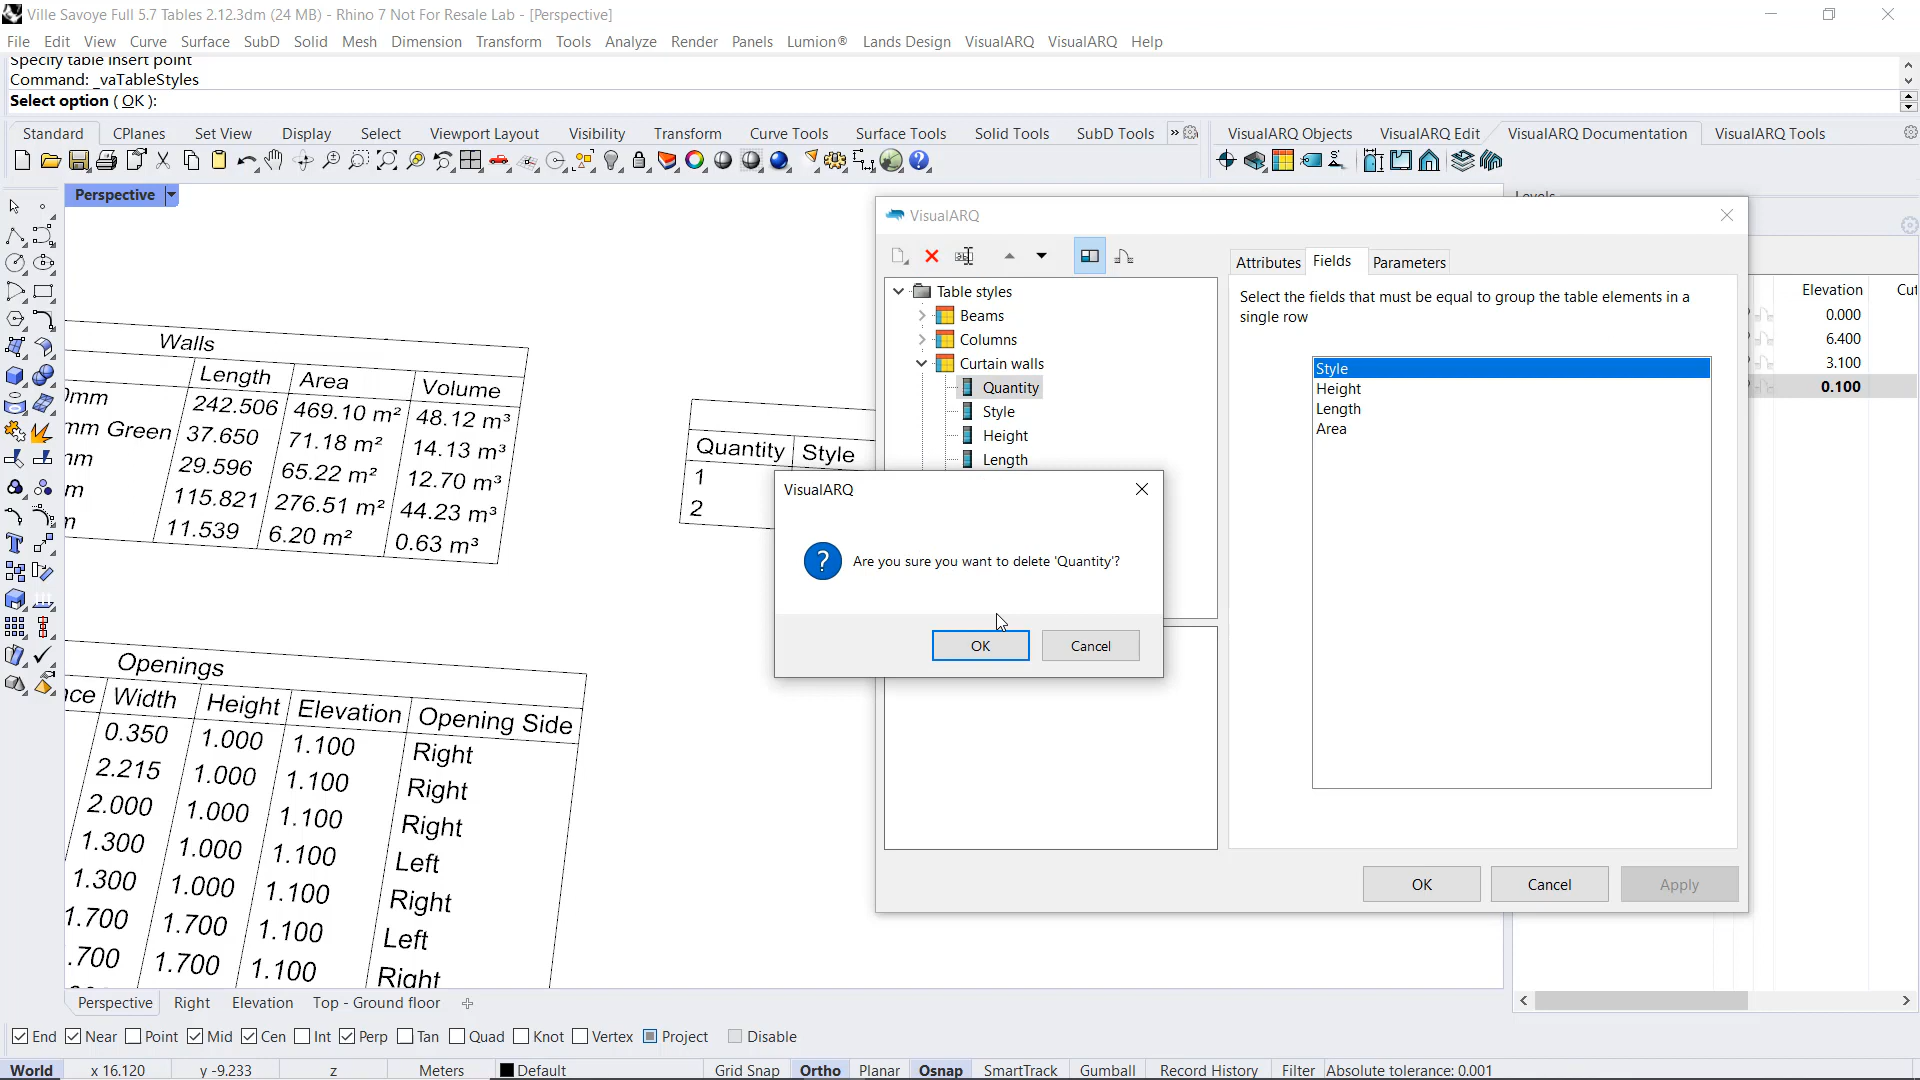 Ville Savoye Full 5.7 Tables 2.12.3dm (24 MB) - Rhino 7 Not For Resale Lab - [Perspective]
File Edit View Curve Surface SubD Solid Mesh Dimension Transform Tools Analyze Render Panels Lumion® Lands Design VisualARQ VisualARQ Help
Specify table insert point
Command: _vaTableStyles
Select option ( OK ):
Standard CPlanes Set View Display Select Viewport Layout Visibility Transform Curve Tools Surface Tools Solid Tools SubD Tools »
VisualARQ Objects VisualARQ Edit VisualARQ Documentation VisualARQ Tools
Perspective
Levels
Elevation Cut
0.000
6.400
3.100
0.100
Walls
Length Area Volume
0mm 242.506 469.10 m² 48.12 m³
mm Green 37.650 71.18 m² 14.13 m³
mm 29.596 65.22 m² 12.70 m³
m 115.821 276.51 m² 44.23 m³
11.539 6.20 m² 0.63 m³
Quantity Style
1
2
Openings
nce Width Height Elevation Opening Side
0.350 1.000 1.100 Right
2.215 1.000 1.100 Right
2.000 1.000 1.100 Right
1.300 1.000 1.100 Left
1.300 1.000 1.100 Right
1.700 1.700 1.100 Left
.700 1.700 1.100 Right
VisualARQ
Table styles
Beams
Columns
Curtain walls
Quantity
Style
Height
Length
Attributes Fields Parameters
Select the fields that must be equal to group the table elements in a
single row
Style
Height
Length
Area
OK Cancel Apply
VisualARQ
Are you sure you want to delete 'Quantity'?
OK Cancel
Perspective Right Elevation Top - Ground floor
End Near Point Mid Cen Int Perp Tan Quad Knot Vertex Project Disable
World x 16.120 y -9.233 z Meters Default Grid Snap Ortho Planar Osnap SmartTrack Gumball Record History Filter Absolute tolerance: 0.001